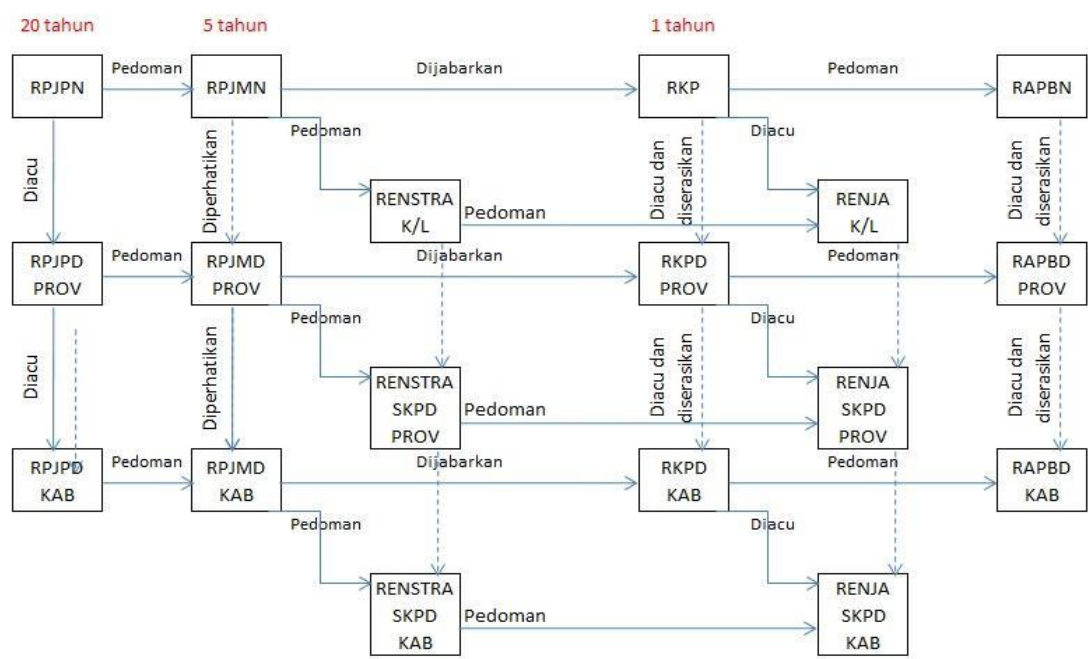 20 tahun
5 tahun
1 tahun
RPJPN
Pedoman
RPJMN
Dijabarkan
RKP
Pedoman
RAPBN
Diacu
Diperhatikan
Pedoman
Diacu dan
diserasikan
Diacu
Diacu dan
diserasikan
RENSTRA
K/L
Pedoman
RENJA
K/L
RPJPD
PROV
Pedoman
RPJMD
PROV
Dijabarkan
RKPD
PROV
Pedoman
RAPBD
PROV
Diacu
Diperhatikan
Pedoman
Diacu dan
diserasikan
Diacu
Diacu dan
diserasikan
RENSTRA
SKPD
PROV
Pedoman
RENJA
SKPD
PROV
RPJPD
KAB
Pedoman
RPJMD
KAB
Dijabarkan
RKPD
KAB
Pedoman
RAPBD
KAB
Pedoman
Diacu
RENSTRA
SKPD
KAB
Pedoman
RENJA
SKPD
KAB